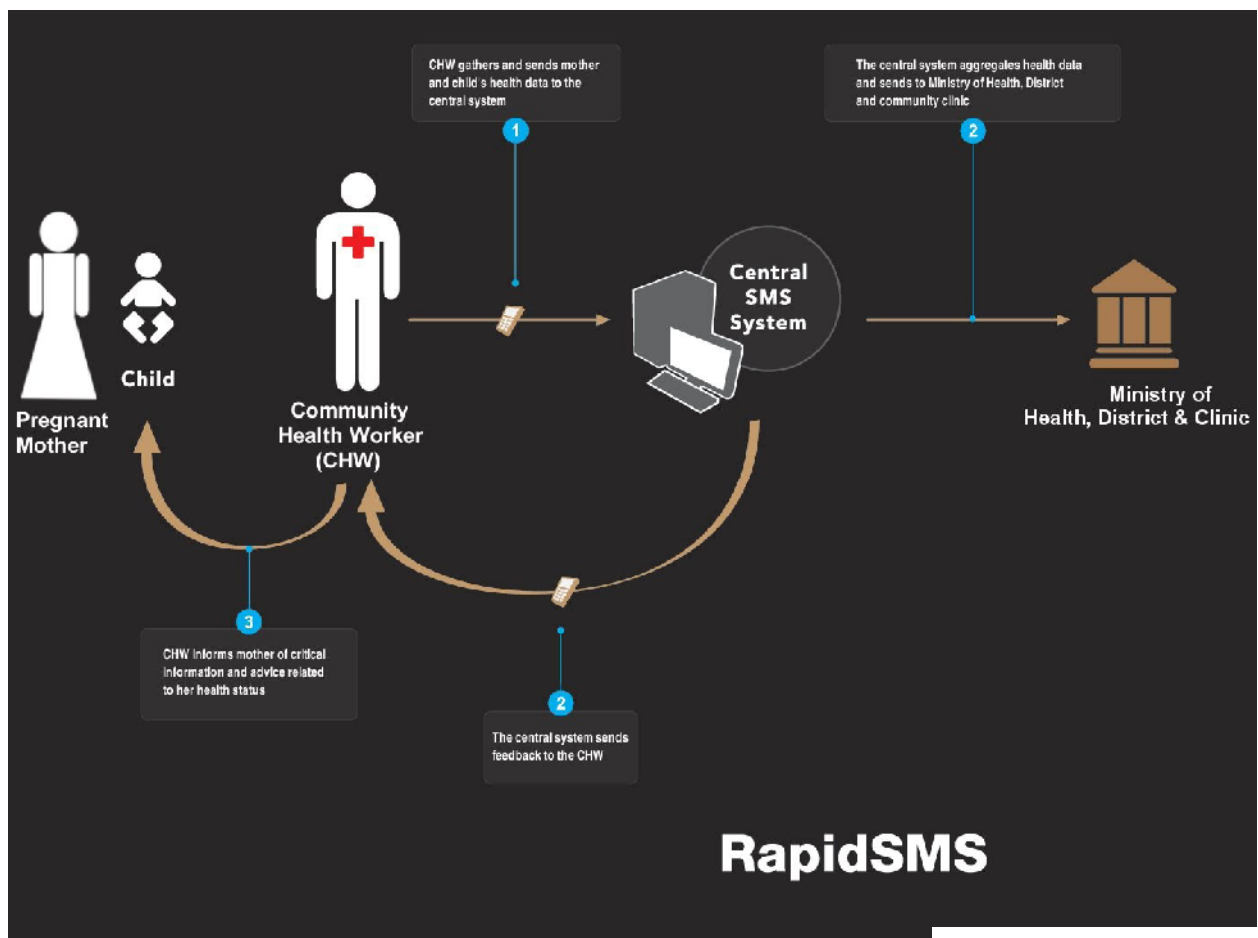 CHW gathers and sends mother
and child's health data to the
central system
1
The central system aggregates health data
and sends to Ministry of Health, District
and community clinic
2
Central
SMS
System
Child
Pregnant
Mother
Community
Health Worker
(CHW)
Ministry of
Health, District & Clinic
3
CHW informs mother of critical
information and advice related
to her health status
2
The central system sends
feedback to the CHW
RapidSMS